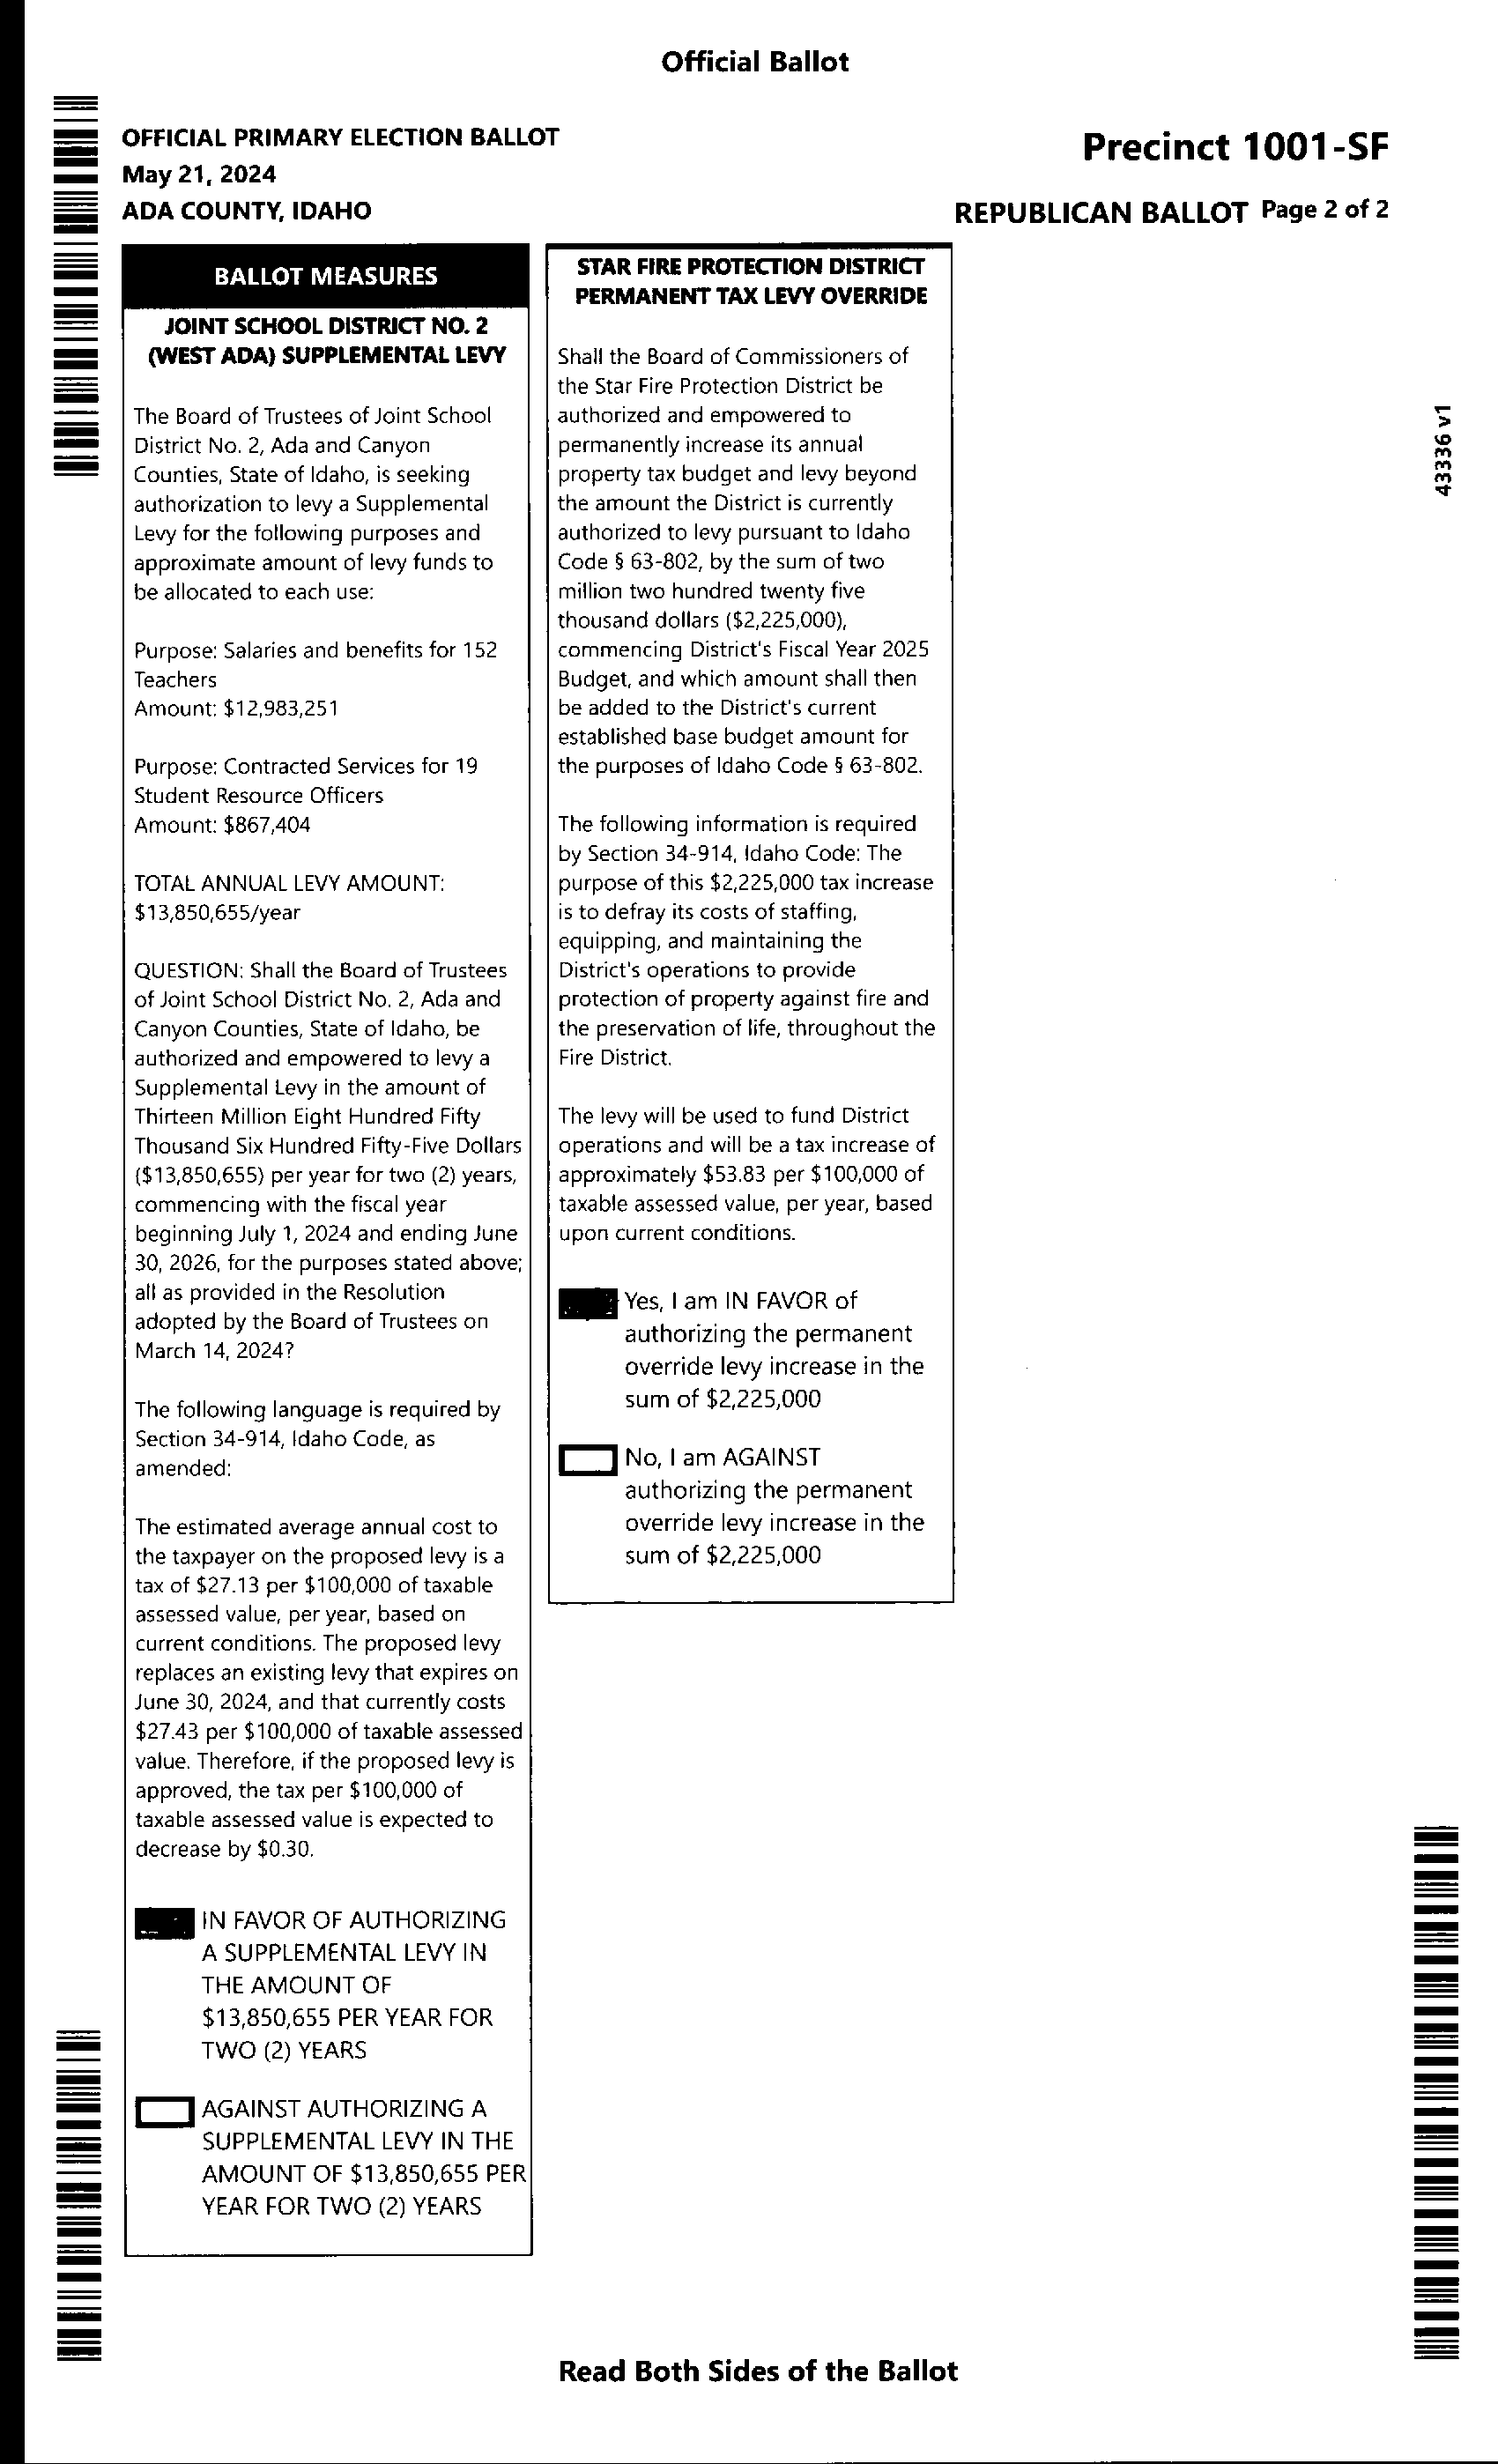 Official Ballot
OFFICIAL PRIMARY ELECTION BALLOT
May 21, 2024
ADA COUNTY, IDAHO
Precinct 1001-SF
REPUBLICAN BALLOT Page 2 of 2
BALLOT MEASURES
JOINT SCHOOL DISTRICT NO. 2
(WEST ADA) SUPPLEMENTAL LEVY
The Board of Trustees of Joint School
District No. 2, Ada and Canyon
Counties, State of Idaho, is seeking
authorization to levy a Supplemental
Levy for the following purposes and
approximate amount of levy funds to
be allocated to each use:
Purpose: Salaries and benefits for 152
Teachers
Amount: $12,983,251
Purpose: Contracted Services for 19
Student Resource Officers
Amount: $867,404
TOTAL ANNUAL LEVY AMOUNT:
$13,850,655/year
QUESTION: Shall the Board of Trustees
of Joint School District No. 2, Ada and
Canyon Counties, State of Idaho, be
authorized and empowered to levy a
Supplemental Levy in the amount of
Thirteen Million Eight Hundred Fifty
Thousand Six Hundred Fifty-Five Dollars
($13,850,655) per year for two (2) years,
commencing with the fiscal year
beginning July 1, 2024 and ending June
30, 2026, for the purposes stated above;
all as provided in the Resolution
adopted by the Board of Trustees on
March 14, 2024?
The following language is required by
Section 34-914, Idaho Code, as
amended:
The estimated average annual cost to
the taxpayer on the proposed levy is a
tax of $27.13 per $100,000 of taxable
assessed value, per year, based on
current conditions. The proposed levy
replaces an existing levy that expires on
June 30, 2024, and that currently costs
$27.43 per $100,000 of taxable assessed
value. Therefore, if the proposed levy is
approved, the tax per $100,000 of
taxable assessed value is expected to
decrease by $0.30.
IN FAVOR OF AUTHORIZING
A SUPPLEMENTAL LEVY IN
THE AMOUNT OF
$13,850,655 PER YEAR FOR
TWO (2) YEARS
AGAINST AUTHORIZING A
SUPPLEMENTAL LEVY IN THE
AMOUNT OF $13,850,655 PER
YEAR FOR TWO (2) YEARS
STAR FIRE PROTECTION DISTRICT
PERMANENT TAX LEVY OVERRIDE
Shall the Board of Commissioners of
the Star Fire Protection District be
authorized and empowered to
permanently increase its annual
property tax budget and levy beyond
the amount the District is currently
authorized to levy pursuant to Idaho
Code § 63-802, by the sum of two
million two hundred twenty five
thousand dollars ($2,225,000),
commencing District's Fiscal Year 2025
Budget, and which amount shall then
be added to the District's current
established base budget amount for
the purposes of Idaho Code § 63-802.
The following information is required
by Section 34-914, Idaho Code: The
purpose of this $2,225,000 tax increase
is to defray its costs of staffing,
equipping, and maintaining the
District's operations to provide
protection of property against fire and
the preservation of life, throughout the
Fire District.
The levy will be used to fund District
operations and will be a tax increase of
approximately $53.83 per $100,000 of
taxable assessed value, per year, based
upon current conditions.
Yes, I am IN FAVOR of
authorizing the permanent
override levy increase in the
sum of $2,225,000
No, I am AGAINST
authorizing the permanent
override levy increase in the
sum of $2,225,000
43336 v1
Read Both Sides of the Ballot